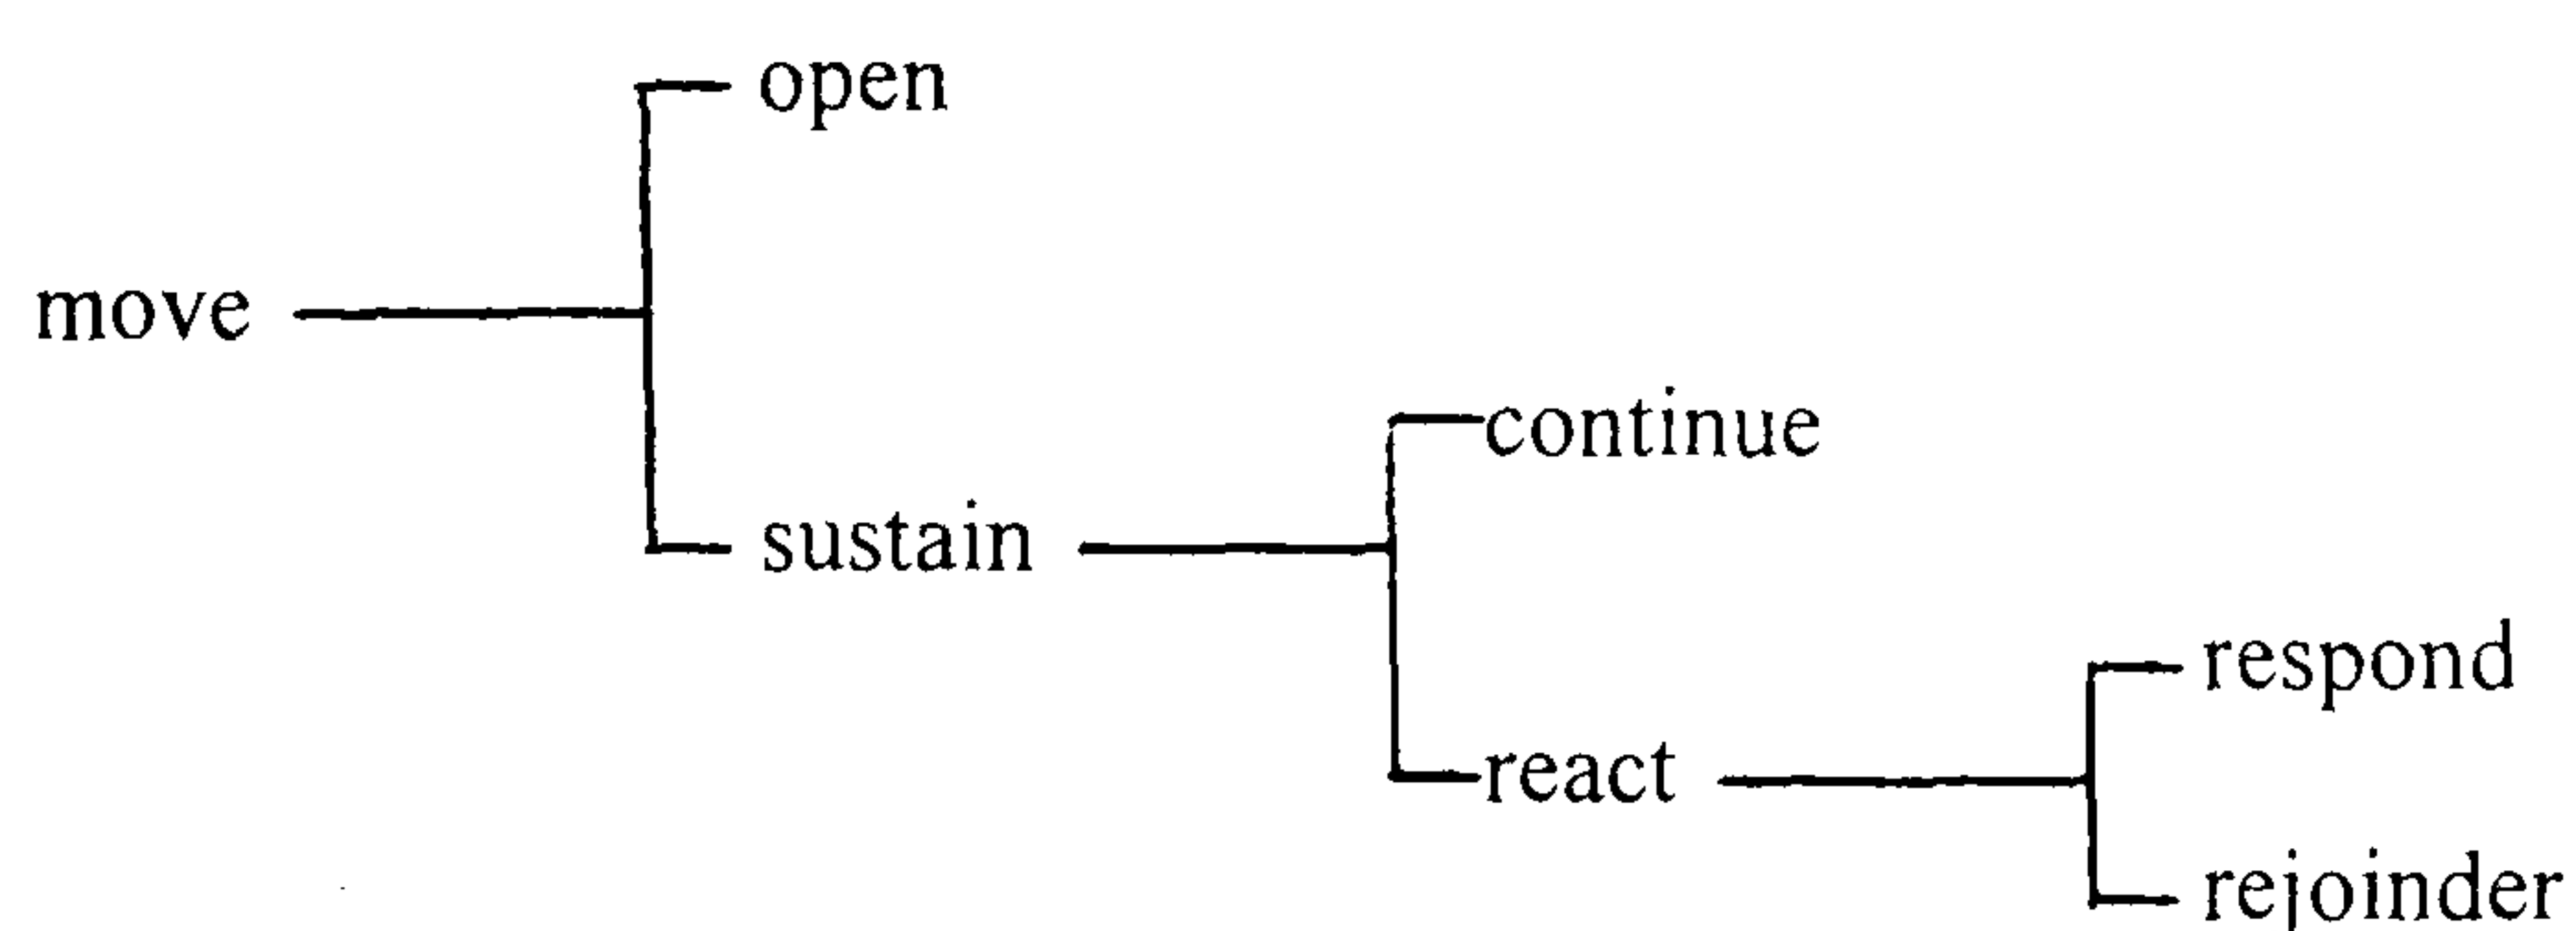 open
move
continue
sustain
respond
react
rejoinder